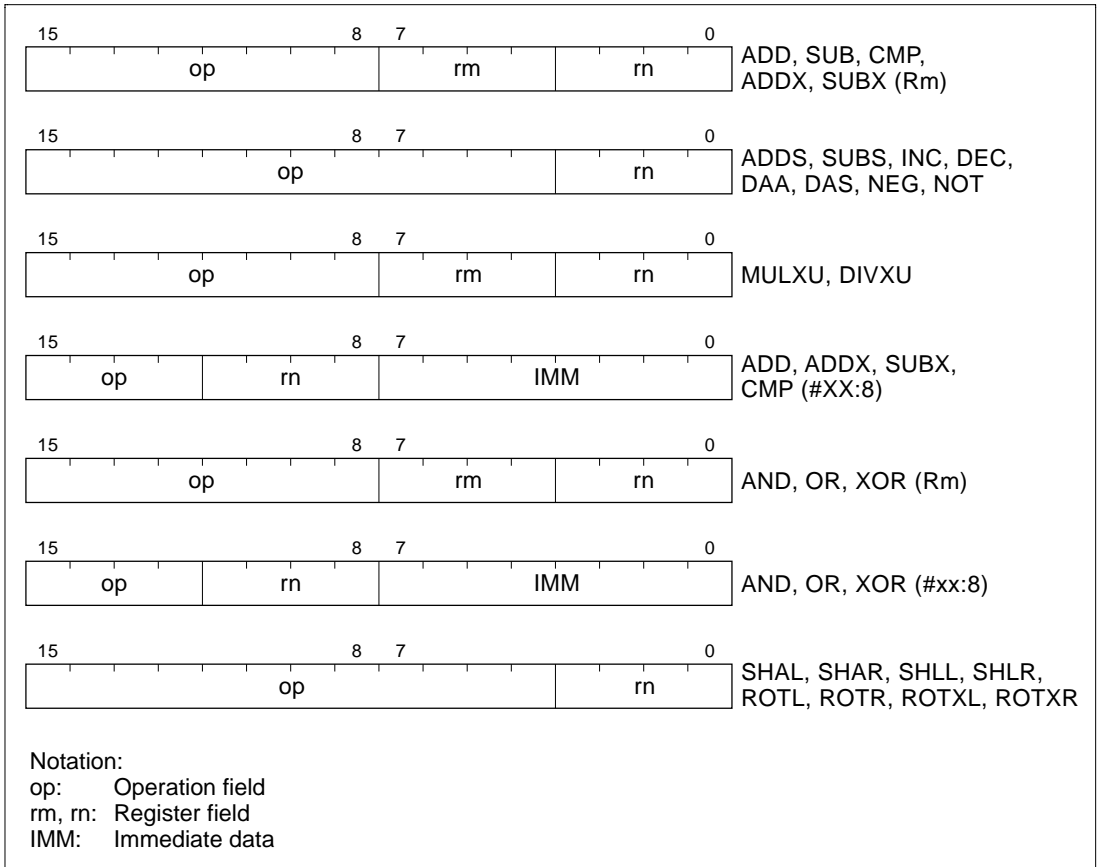 15 8 7 0
op rm rn
ADD, SUB, CMP,
ADDX, SUBX (Rm)
15 8 7 0
op rn
ADDS, SUBS, INC, DEC,
DAA, DAS, NEG, NOT
15 8 7 0
op rm rn
MULXU, DIVXU
15 8 7 0
op rn IMM
ADD, ADDX, SUBX,
CMP (#XX:8)
15 8 7 0
op rm rn
AND, OR, XOR (Rm)
15 8 7 0
op rn IMM
AND, OR, XOR (#xx:8)
15 8 7 0
op rn
SHAL, SHAR, SHLL, SHLR,
ROTL, ROTR, ROTXL, ROTXR
Notation:
op: Operation field
rm, rn: Register field
IMM: Immediate data